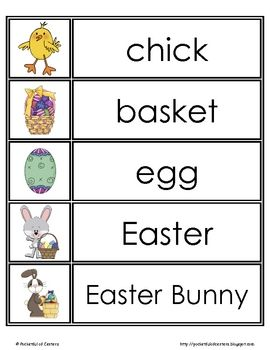 chick
basket
egg
Easter
Easter Bunny
© Pocketful of Centers
http://pocketfulofcenters.blogspot.com